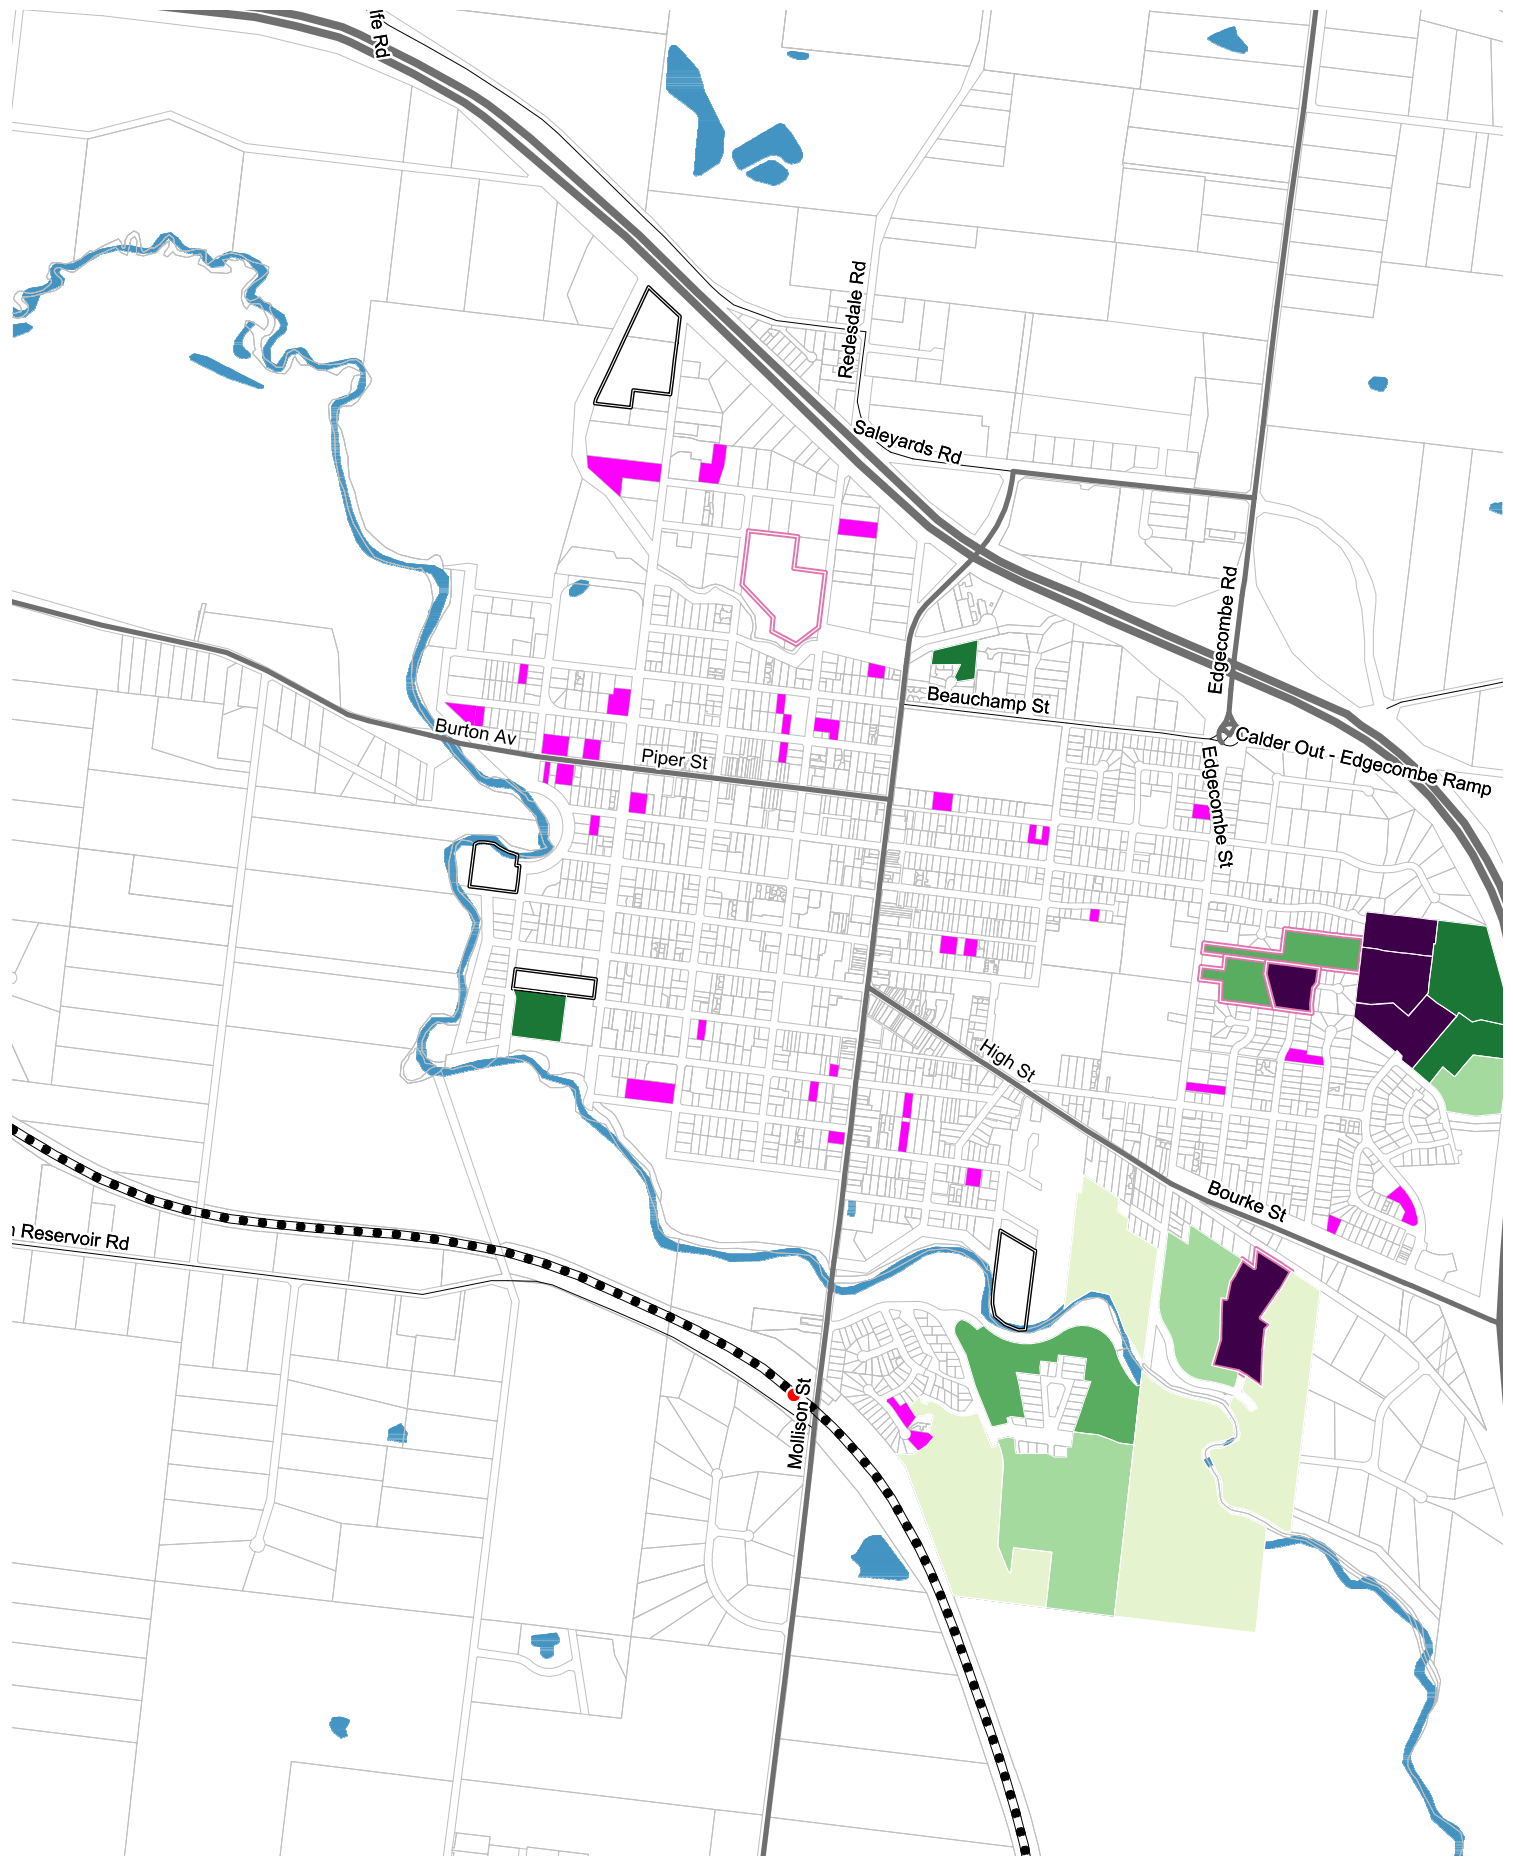 lfe Rd
Redesdale Rd
Saleyards Rd
Edgecombe Rd
Beauchamp St
Calder Out - Edgecombe Ramp
Burton Av
Piper St
Edgecombe St
High St
Bourke St
Reservoir Rd
Mollison St